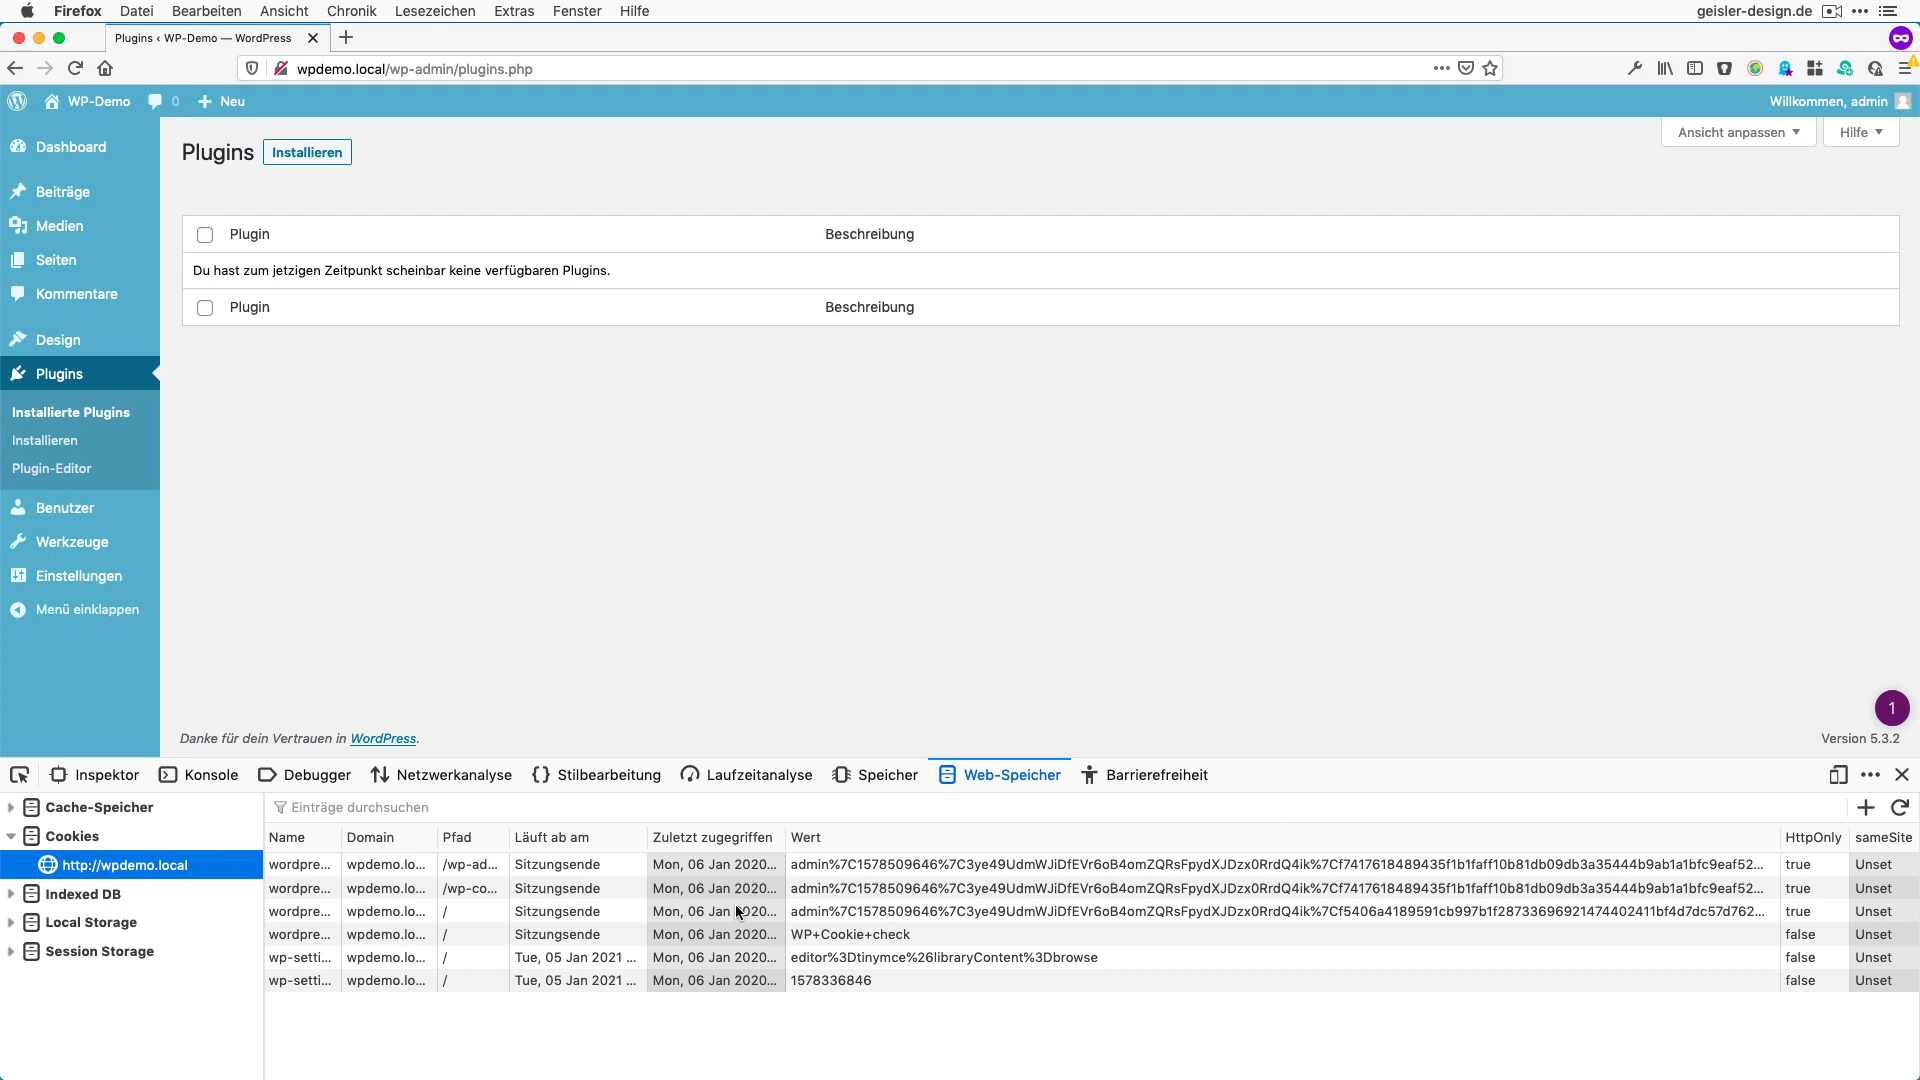 Firefox Datei Bearbeiten Ansicht Chronik Lesezeichen Extras Fenster Hilfe geisler-design.de
Plugins ‹ WP-Demo — WordPress
wpdemo.local/wp-admin/plugins.php
WP-Demo 0 Neu Willkommen, admin
Dashboard
Beiträge
Medien
Seiten
Kommentare
Design
Plugins
Installierte Plugins
Installieren
Plugin-Editor
Benutzer
Werkzeuge
Einstellungen
Menü einklappen
Ansicht anpassen Hilfe
Plugins Installieren
Plugin Beschreibung
Du hast zum jetzigen Zeitpunkt scheinbar keine verfügbaren Plugins.
Plugin Beschreibung
1
Danke für dein Vertrauen in WordPress. Version 5.3.2
Inspektor Konsole Debugger Netzwerkanalyse Stilbearbeitung Laufzeitanalyse Speicher Web-Speicher Barrierefreiheit
Cache-Speicher
Cookies
http://wpdemo.local
Indexed DB
Local Storage
Session Storage
Einträge durchsuchen
Name Domain Pfad Läuft ab am Zuletzt zugegriffen Wert HttpOnly sameSite
wordpre... wpdemo.lo... /wp-ad... Sitzungsende Mon, 06 Jan 2020... admin%7C1578509646%7C3ye49UdmWJiDfEVr6oB4omZQRsFpydXJDzx0RrdQ4ik%7Cf7417618489435f1b1faff10b81db09db3a35444b9ab1a1bfc9eaf52... true Unset
wordpre... wpdemo.lo... /wp-co... Sitzungsende Mon, 06 Jan 2020... admin%7C1578509646%7C3ye49UdmWJiDfEVr6oB4omZQRsFpydXJDzx0RrdQ4ik%7Cf7417618489435f1b1faff10b81db09db3a35444b9ab1a1bfc9eaf52... true Unset
wordpre... wpdemo.lo... / Sitzungsende Mon, 06 Jan 2020... admin%7C1578509646%7C3ye49UdmWJiDfEVr6oB4omZQRsFpydXJDzx0RrdQ4ik%7Cf5406a4189591cb997b1f28733696921474402411bf4d7dc57d762... true Unset
wordpre... wpdemo.lo... / Sitzungsende Mon, 06 Jan 2020... WP+Cookie+check false Unset
wp-setti... wpdemo.lo... / Tue, 05 Jan 2021 ... Mon, 06 Jan 2020... editor%3Dtinymce%26libraryContent%3Dbrowse false Unset
wp-setti... wpdemo.lo... / Tue, 05 Jan 2021 ... Mon, 06 Jan 2020... 1578336846 false Unset